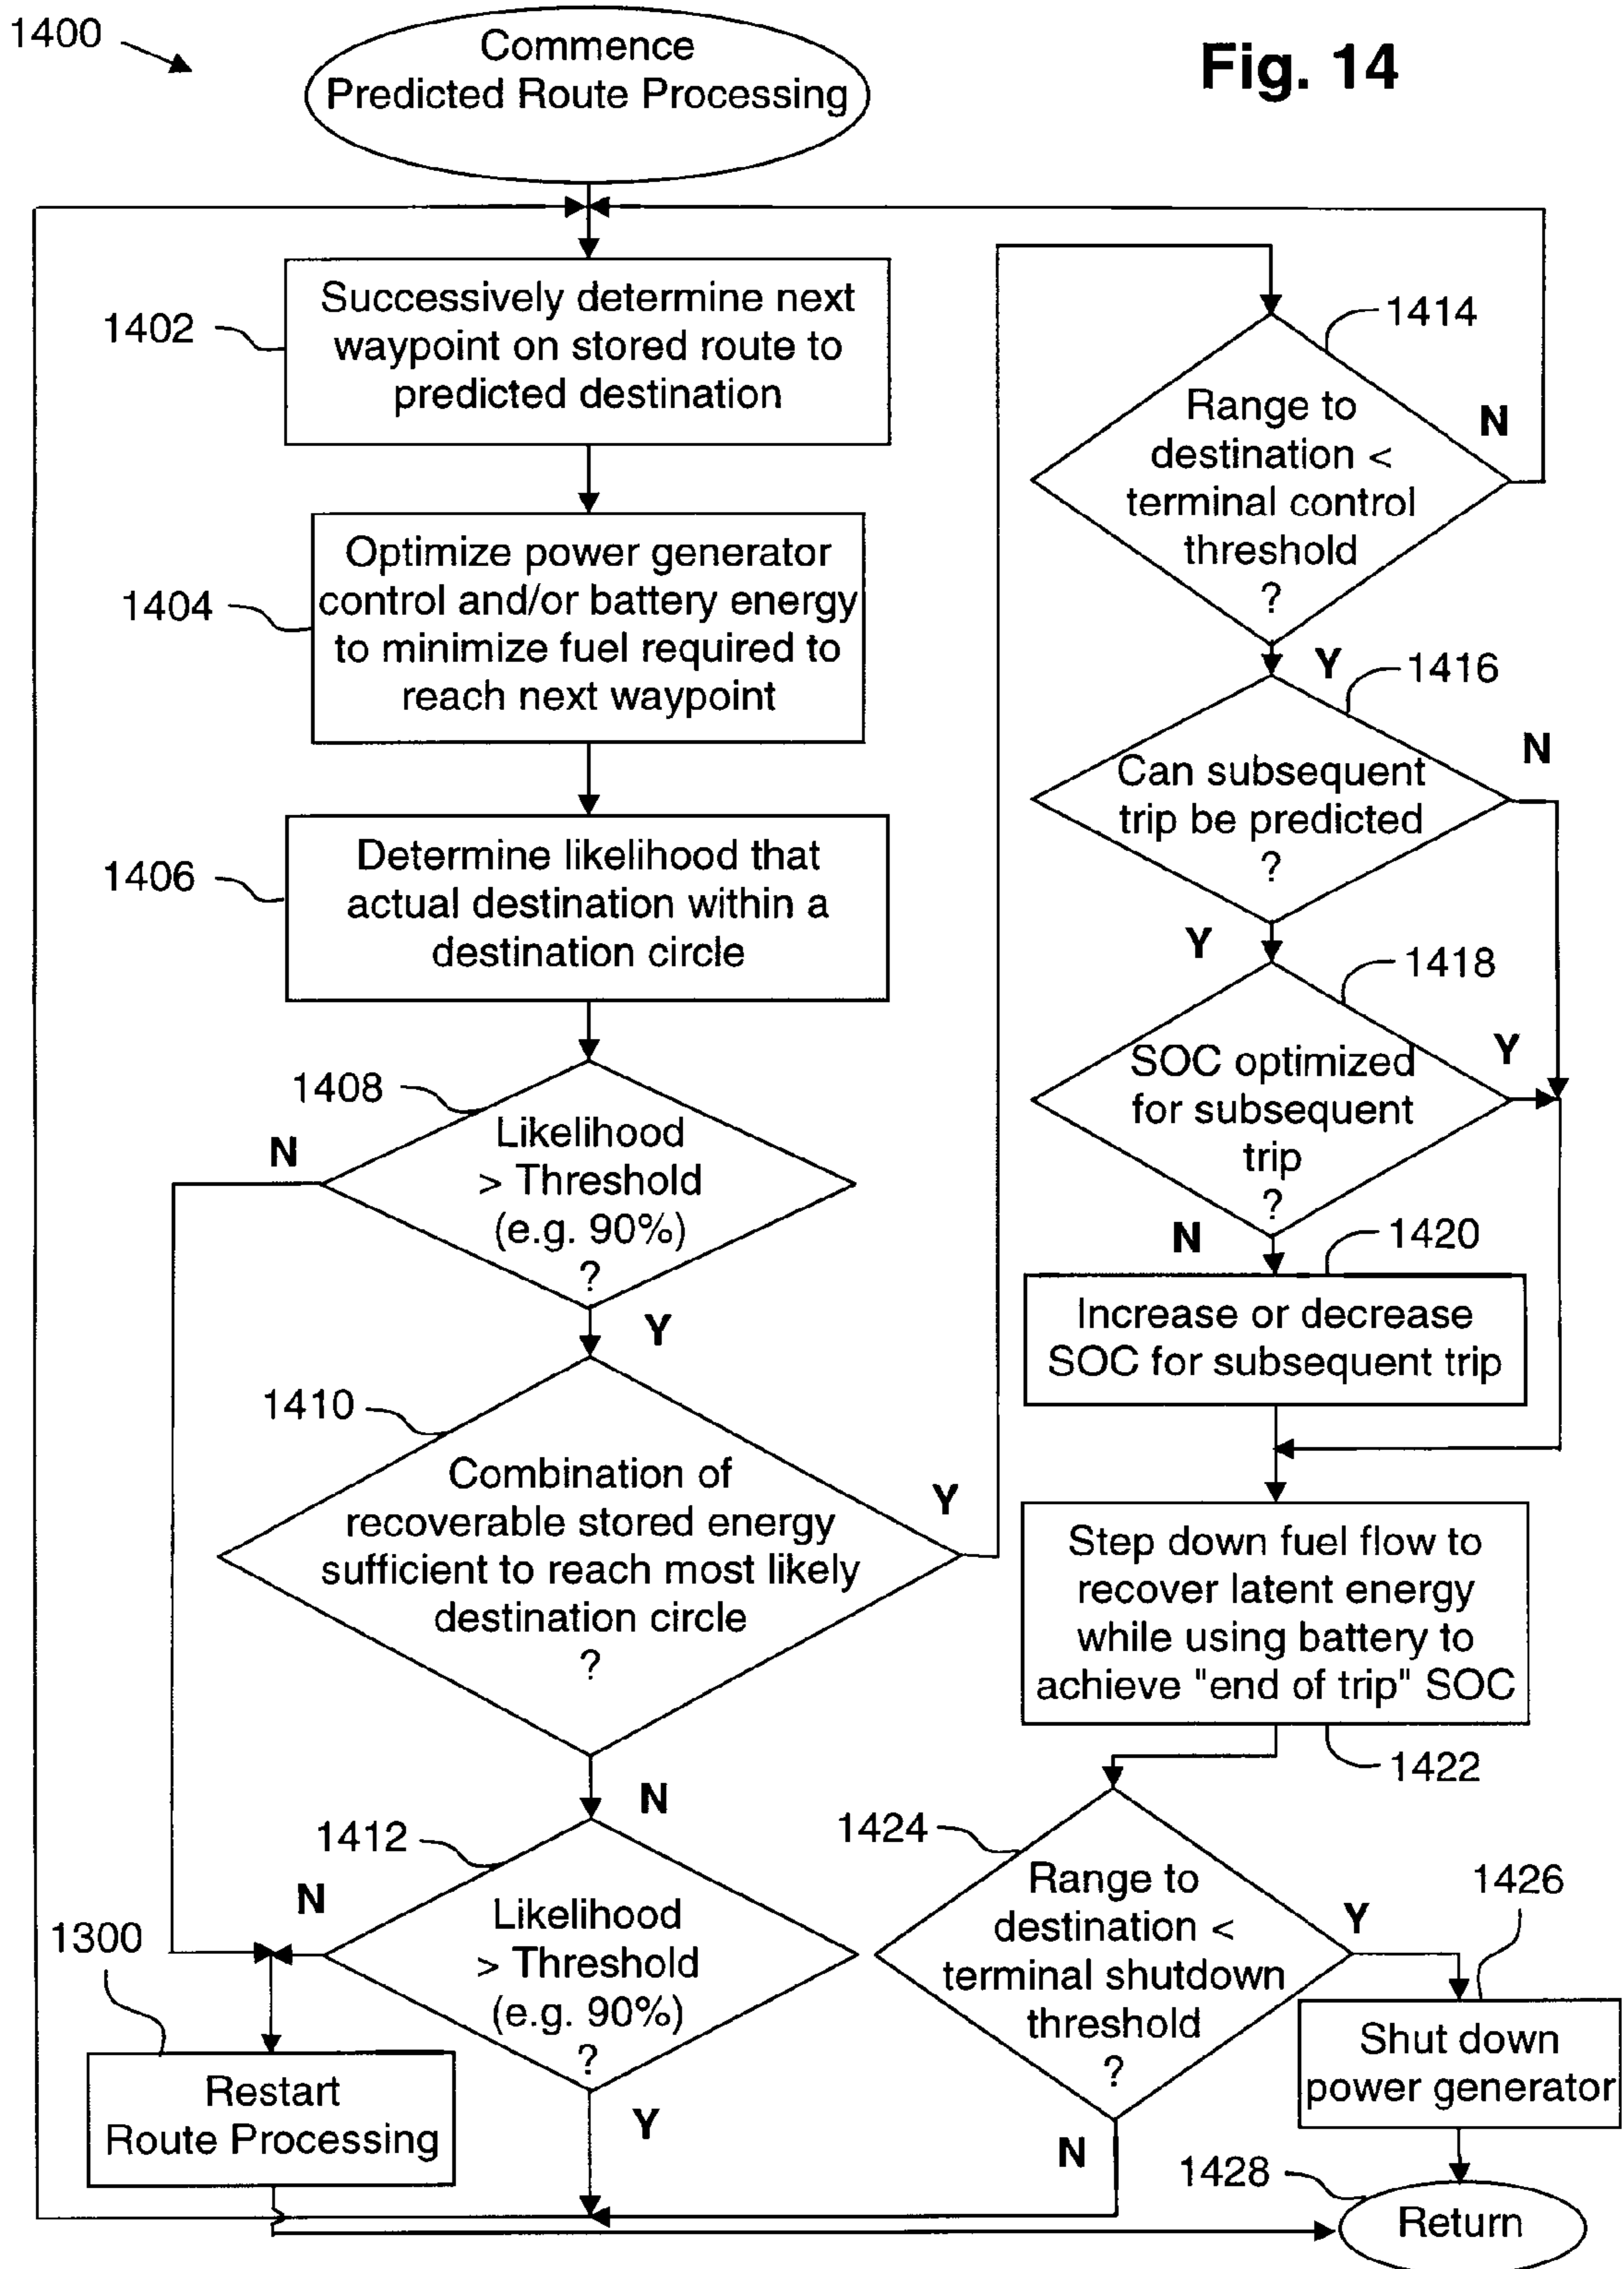 1400
Commence
Predicted Route Processing
Fig. 14
1402
Successively determine next
waypoint on stored route to
predicted destination
1404
Optimize power generator
control and/or battery energy
to minimize fuel required to
reach next waypoint
1406
Determine likelihood that
actual destination within a
destination circle
1408
Likelihood
> Threshold
(e.g. 90%)
?
N
Y
1410
Combination of
recoverable stored energy
sufficient to reach most likely
destination circle
?
Y
N
1412
Likelihood
> Threshold
(e.g. 90%)
?
N
Y
1300
Restart
Route Processing
1414
Range to
destination <
terminal control
threshold
?
N
Y
1416
Can subsequent
trip be predicted
?
N
Y
1418
SOC optimized
for subsequent
trip
?
Y
N
1420
Increase or decrease
SOC for subsequent trip
Step down fuel flow to
recover latent energy
while using battery to
achieve "end of trip" SOC
1422
1424
Range to
destination <
terminal shutdown
threshold
?
Y
N
1426
Shut down
power generator
1428
Return